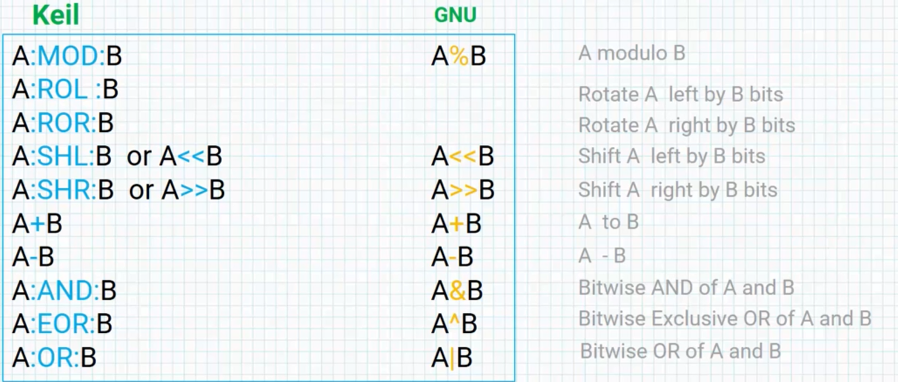 Keil GNU
A:MOD:B A%B A modulo B
A:ROL :B Rotate A left by B bits
A:ROR:B Rotate A right by B bits
A:SHL:B or A<<B A<<B Shift A left by B bits
A:SHR:B or A>>B A>>B Shift A right by B bits
A+B A+B A to B
A-B A-B A - B
A:AND:B A&B Bitwise AND of A and B
A:EOR:B A^B Bitwise Exclusive OR of A and B
A:OR:B A|B Bitwise OR of A and B